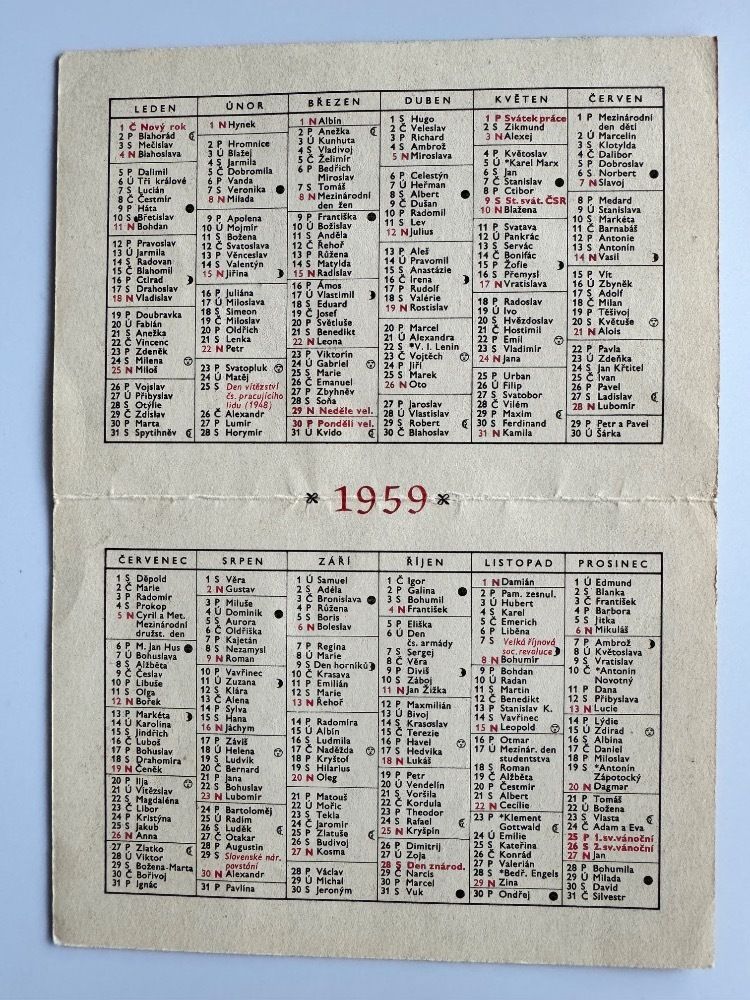 LEDEN
1 Č Nový rok
2 P Blahorád
3 S Mečislav
4 N Blahoslava
5 P Dalimil
6 Ú Tři králové
7 S Lucián
8 Č Čestmír
9 P Háta
10 S Břetislav
11 N Bohdan
12 P Pravoslav
13 Ú Jarmila
14 S Radovan
15 Č Blahomil
16 P Ctirad
17 S Drahoslav
18 N Vladislav
19 P Doubravka
20 Ú Fabián
21 S Anežka
22 Č Vincenc
23 P Zdeněk
24 S Milena
25 N Miloš
26 P Vojslav
27 Ú Přibyslav
28 S Otýlie
29 Č Zdislav
30 P Marta
31 S Spytihněv
ÚNOR
1 N Hynek
2 P Hromnice
3 Ú Blažej
4 S Jarmila
5 Č Dobromila
6 P Vanda
7 S Veronika
8 N Milada
9 P Apolena
10 Ú Mojmír
11 S Božena
12 Č Svatoslava
13 P Věnceslav
14 S Valentýn
15 N Jiřina
16 P Juliána
17 Ú Miloslava
18 S Simeon
19 Č Miloslav
20 P Oldřich
21 S Lenka
22 N Petr
23 P Svatopluk
24 Ú Matěj
25 S Den vítězství
čs. pracujícího
lidu (1948)
26 Č Alexandr
27 P Lumír
28 S Horymír
BŘEZEN
1 N Albín
2 P Anežka
3 Ú Kunhuta
4 S Vladivoj
5 Č Želimír
6 P Bedřich
Miroslav
7 S Tomáš
8 N Mezinárodní
den žen
9 P Františka
10 Ú Božislav
11 S Anděla
12 Č Řehoř
13 P Růžena
14 S Matylda
15 N Radislav
16 P Ámos
17 Ú Vlastimil
18 S Eduard
19 Č Josef
20 P Světluše
21 S Benedikt
22 N Leona
23 P Viktorín
24 Ú Gabriel
25 S Marie
26 Č Emanuel
27 P Zbyhněv
28 S Soňa
29 N Neděle vel.
30 P Pondělí vel.
31 Ú Kvido
DUBEN
1 S Hugo
2 Č Veleslav
3 P Richard
4 S Ambrož
5 N Miroslava
6 P Celestýn
7 Ú Heřman
8 S Albert
9 Č Dušan
10 P Radomil
11 S Lev
12 N Julius
13 P Aleš
14 Ú Pravomil
15 S Anastázie
16 Č Irena
17 P Rudolf
18 S Valérie
19 N Rostislav
20 P Marcel
21 Ú Alexandra
22 S *V. I. Lenin
23 Č Vojtěch
24 P Jiří
25 S Marek
26 N Oto
27 P Jaroslav
28 Ú Vlastislav
29 S Robert
30 Č Blahoslav
KVĚTEN
1 P Svátek práce
2 S Zikmund
3 N Alexej
4 P Květoslav
5 Ú *Karel Marx
6 S Jan
7 Č Stanislav
8 P Ctibor
9 S St. svát. ČSR
10 N Blažena
11 P Svatava
12 Ú Pankrác
13 S Servác
14 Č Bonifác
15 P Žofie
16 S Přemysl
17 N Vratislava
18 P Radoslav
19 Ú Ivo
20 S Hvězdoslav
21 Č Hostimil
22 P Emil
23 S Vladimír
24 N Jana
25 P Urban
26 Ú Filip
27 S Svatobor
28 Č Vilém
29 P Maxim
30 S Ferdinand
31 N Kamila
ČERVEN
1 P Mezinárodní
den dětí
2 Ú Marcelin
3 S Klotylda
4 Č Dalibor
5 P Dobroslav
6 S Norbert
7 N Slavoj
8 P Medard
9 Ú Stanislava
10 S Markéta
11 Č Barnabáš
12 P Antonie
13 S Antonín
14 N Vasil
15 P Vít
16 Ú Zbyněk
17 S Adolf
18 Č Milan
19 P Těšivoj
20 S Květuše
21 N Alois
22 P Pavla
23 Ú Zdeňka
24 S Jan Křtitel
25 Č Ivan
26 P Pavel
27 S Ladislav
28 N Lubomír
29 P Petr a Pavel
30 Ú Šárka
1959
ČERVENEC
1 S Děpold
2 Č Marie
3 P Radomír
4 S Prokop
5 N Cyril a Met.
Mezinárodní
družst. den
6 P M. Jan Hus
7 Ú Bohuslava
8 S Alžběta
9 Č Česlav
10 P Libuše
11 S Olga
12 N Bořek
13 P Markéta
14 Ú Karolina
15 S Jindřich
16 Č Luboš
17 P Bohuslav
18 S Drahomíra
19 N Čeněk
20 P Ilja
21 Ú Vítězslav
22 S Magdaléna
23 Č Libor
24 P Kristýna
25 S Jakub
26 N Anna
27 P Zlatko
28 Ú Viktor
29 S Božena-Marta
30 Č Bořivoj
31 P Ignác
SRPEN
1 S Věra
2 N Gustav
3 P Miluše
4 Ú Dominik
5 S Aurora
6 Č Oldřiška
7 P Kajetán
8 S Nezamysl
9 N Roman
10 P Vavřinec
11 Ú Zuzana
12 S Klára
13 Č Alena
14 P Sylva
15 S Hana
16 N Jáchym
17 P Záviš
18 Ú Helena
19 S Ludvík
20 Č Bernard
21 P Jana
22 S Bohuslav
23 N Lubomír
24 P Bartoloměj
25 Ú Radim
26 S Luděk
27 Č Otakar
28 P Augustin
29 S Slovenské nár.
povstání
30 N Alexandr
31 P Pavlína
ZÁŘÍ
1 Ú Samuel
2 S Adéla
3 Č Bronislava
4 P Růžena
5 S Boris
6 N Boleslav
7 P Regina
8 Ú Marie
9 S Den horníků
10 Č Krasava
11 P Emilián
12 S Marie
13 N Řehoř
14 P Radomíra
15 Ú Albín
16 S Ludmila
17 Č Naděžda
18 P Kryštof
19 S Hilarius
20 N Oleg
21 P Matouš
22 Ú Mořic
23 S Tekla
24 Č Jaromír
25 P Zlatuše
26 S Budivoj
27 N Kosma
28 P Václav
29 Ú Michal
30 S Jeroným
ŘÍJEN
1 Č Igor
2 P Galina
3 S Bohumil
4 N František
5 P Eliška
6 Ú Den
čs. armády
7 S Sergej
8 Č Věra
9 P Diviš
10 S Záboj
11 N Jan Žižka
12 P Maxmilián
13 Ú Bivoj
14 S Krasoslav
15 Č Terezie
16 P Havel
17 S Hedvika
18 N Lukáš
19 P Petr
20 Ú Vendelín
21 S Voršila
22 Č Kordula
23 P Theodor
24 S Rafael
25 N Kryšpín
26 P Dimitrij
27 Ú Zoja
28 S Den znárod.
29 Č Narcis
30 P Marcel
31 S Vuk
LISTOPAD
1 N Damián
2 P Pam. zesnul.
3 Ú Hubert
4 S Karel
5 Č Emerich
6 P Liběna
7 S Velká říjnová
soc. revoluce
8 N Bohumír
9 P Bohdan
10 Ú Radan
11 S Martin
12 Č Benedikt
13 P Stanislav K.
14 S Vavřinec
15 N Leopold
16 P Otmar
17 Ú Mezinár. den
studentstva
18 S Roman
19 Č Alžběta
20 P Čestmír
21 S Albert
22 N Cecílie
23 P *Klement
Gottwald
24 Ú Emilie
25 S Kateřina
26 Č Konrád
27 P Valerián
28 S *Bedř. Engels
29 N Zina
30 P Ondřej
PROSINEC
1 Ú Edmund
2 S Blanka
3 Č František
4 P Barbora
5 S Jitka
6 N Mikuláš
7 P Ambrož
8 Ú Květoslava
9 S Vratislav
10 Č *Antonín
Novotný
11 P Dana
12 S Přibyslava
13 N Lucie
14 P Lýdie
15 Ú Zdirad
16 S Albína
17 Č Daniel
18 P Miloslav
19 S *Antonín
Zápotocký
20 N Dagmar
21 P Tomáš
22 Ú Božena
23 S Vlasta
24 Č Adam a Eva
25 P 1.sv.vánoční
26 S 2.sv.vánoční
27 N Jan
28 P Bohumila
29 Ú Milada
30 S David
31 Č Silvestr